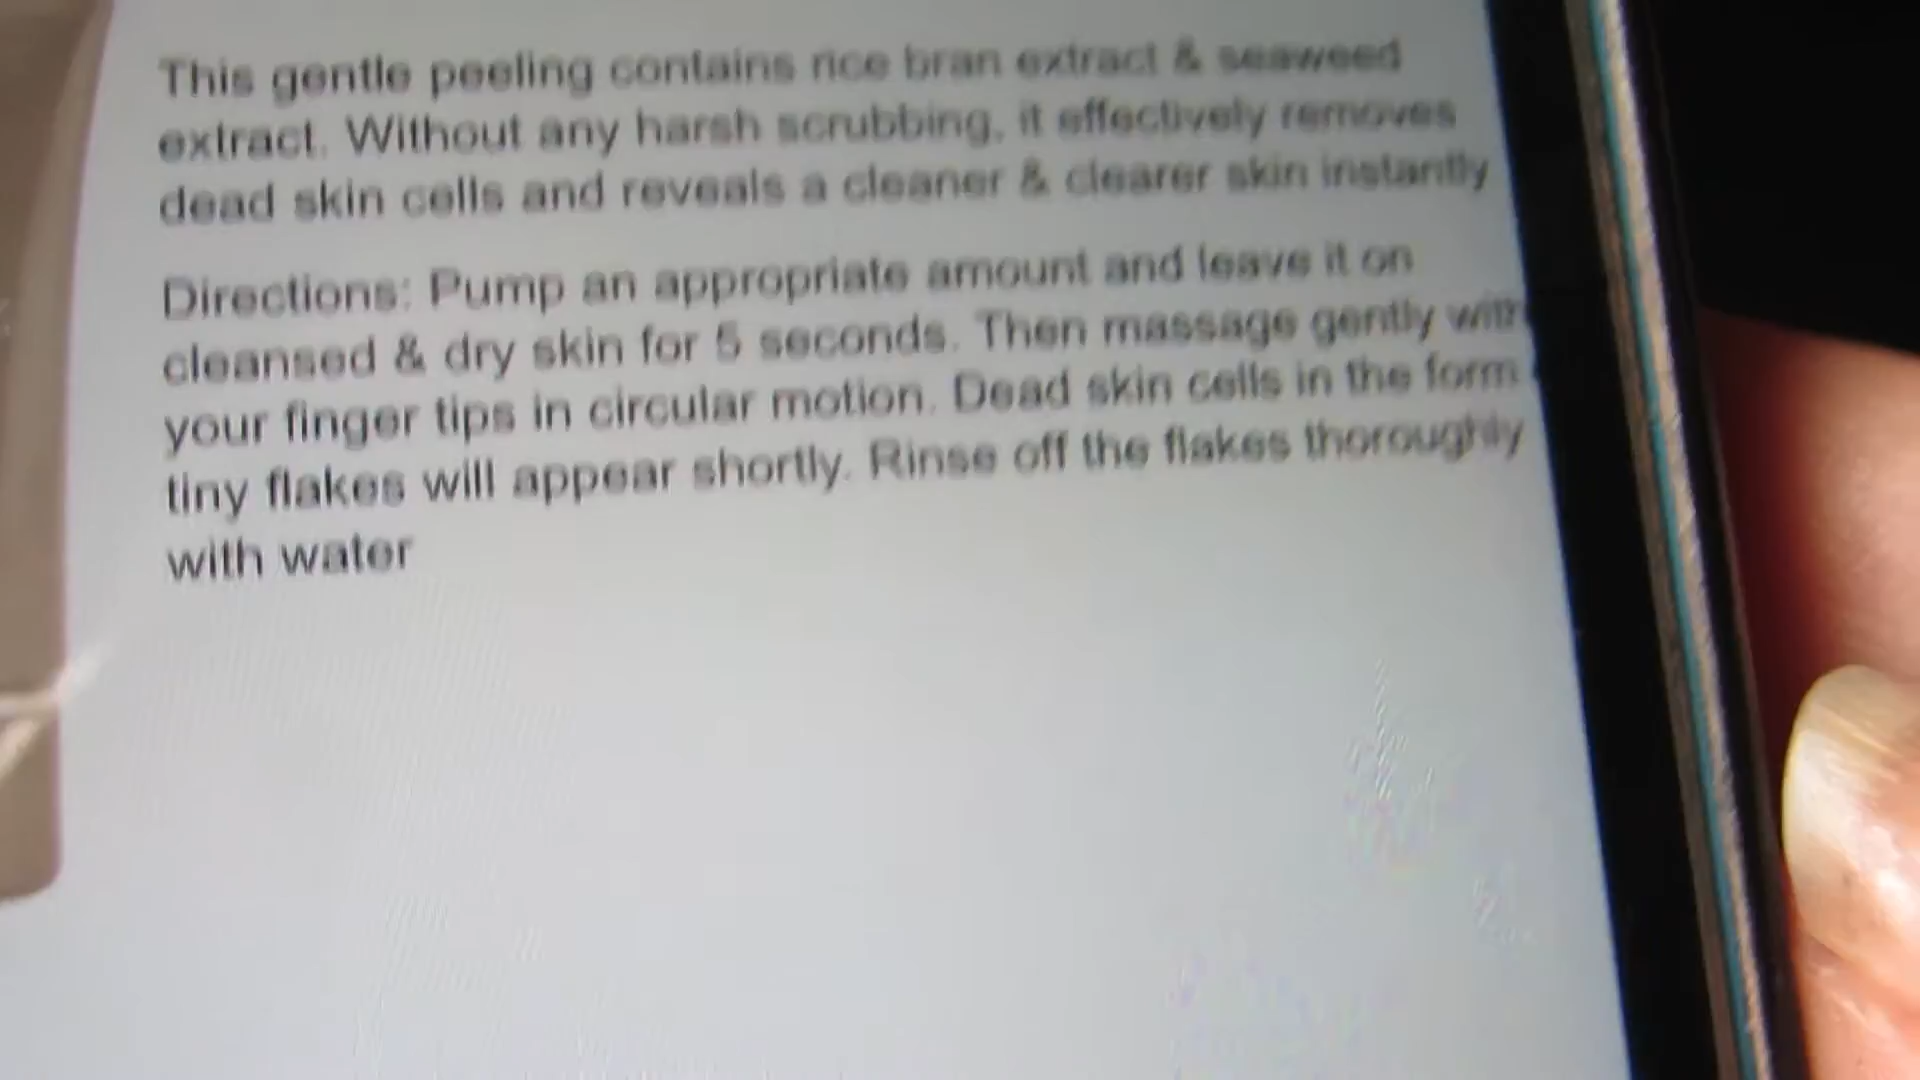 This gentle peeling contains rice bran extract & seaweed
extract. Without any harsh scrubbing, it effectively removes
dead skin cells and reveals a cleaner & clearer skin instantly
Directions: Pump an appropriate amount and leave it on
cleansed & dry skin for 5 seconds. Then massage gently with
your finger tips in circular motion. Dead skin cells in the form
tiny flakes will appear shortly. Rinse off the flakes thoroughly
with water